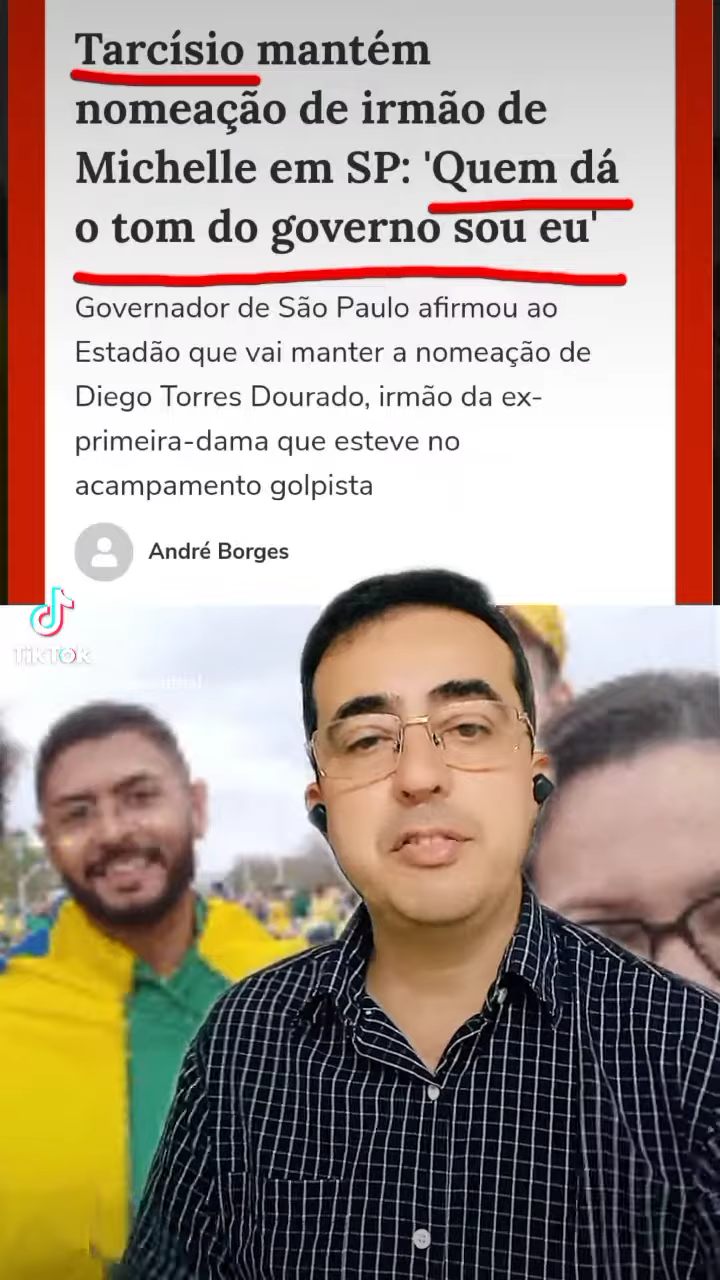 Tarcísio mantém
nomeação de irmão de
Michelle em SP: 'Quem dá
o tom do governo sou eu'
Governador de São Paulo afirmou ao
Estadão que vai manter a nomeação de
Diego Torres Dourado, irmão da ex-
primeira-dama que esteve no
acampamento golpista
André Borges
TikTok